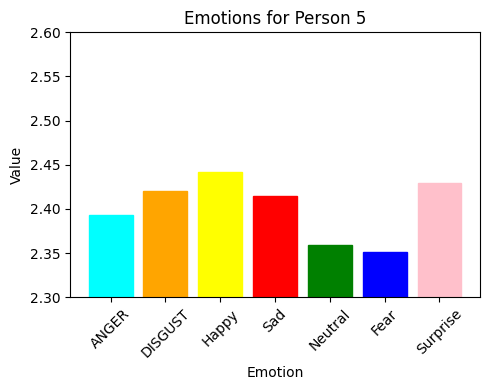 Emotions for Person 5
2.60
2.55
2.50
2.45
2.40
2.35
2.30
Value
ANGER
DISGUST
Happy
Sad
Neutral
Fear
Surprise
Emotion